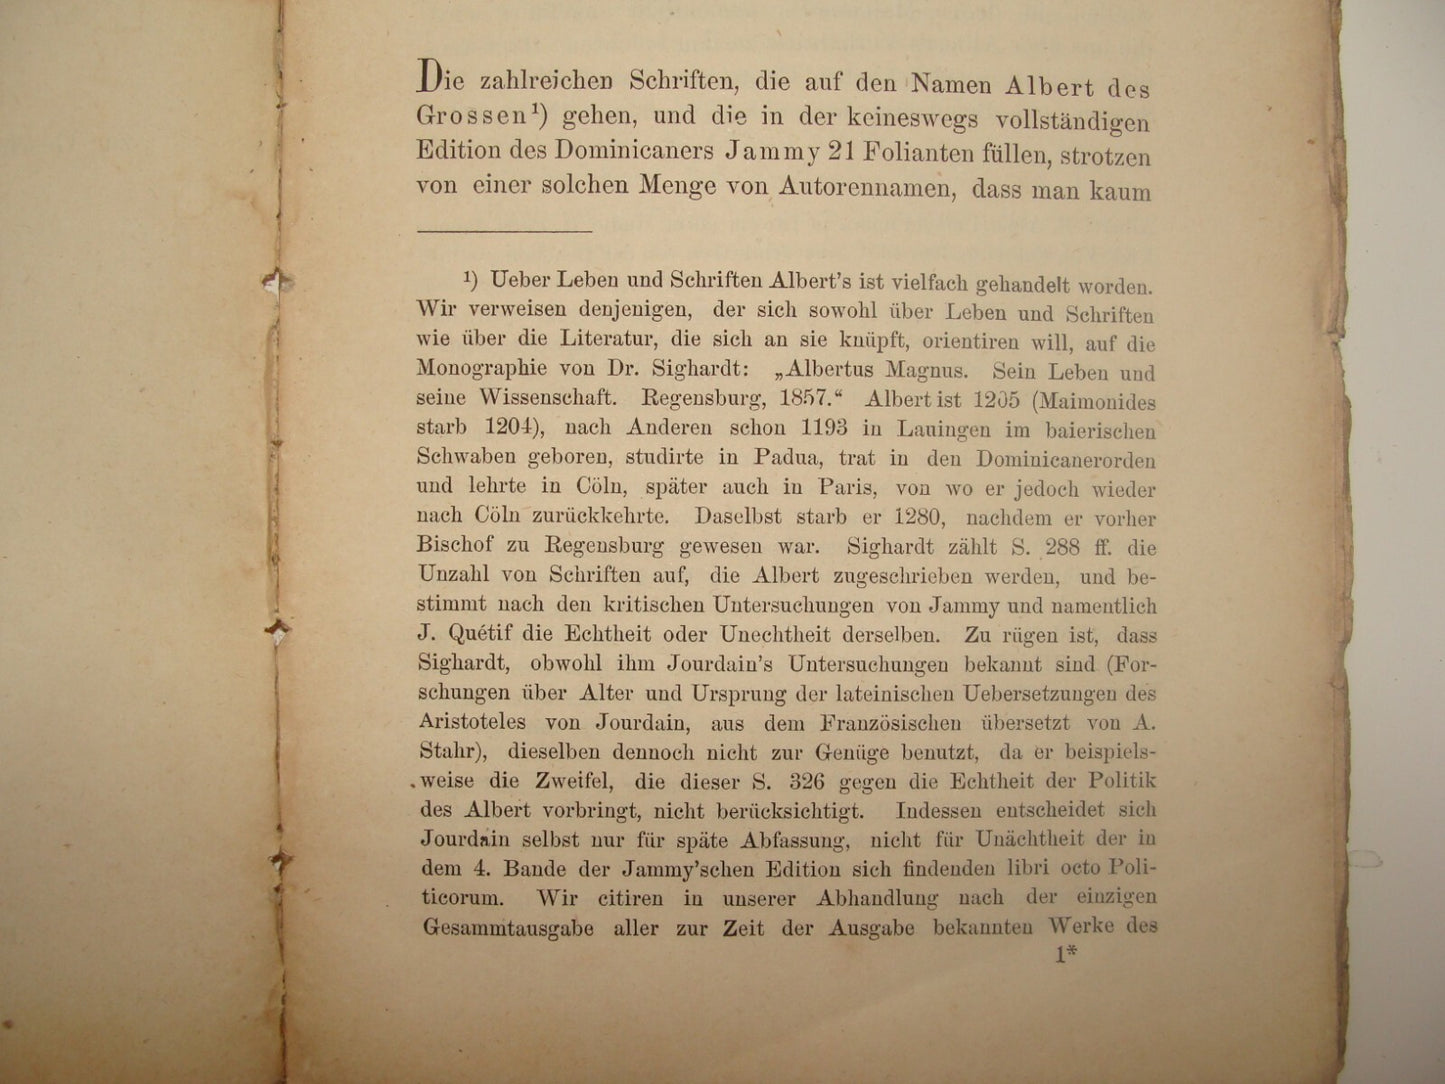 Die zahlreichen Schriften, die auf den Namen Albert des
Grossen¹) gehen, und die in der keineswegs vollständigen
Edition des Dominicaners Jammy 21 Folianten füllen, strotzen
von einer solchen Menge von Autorennamen, dass man kaum
¹) Ueber Leben und Schriften Albert's ist vielfach gehandelt worden.
Wir verweisen denjenigen, der sich sowohl über Leben und Schriften
wie über die Literatur, die sich an sie knüpft, orientiren will, auf die
Monographie von Dr. Sighardt: „Albertus Magnus. Sein Leben und
seine Wissenschaft. Regensburg, 1857.“ Albert ist 1205 (Maimonides
starb 1204), nach Anderen schon 1193 in Lauingen im baierischen
Schwaben geboren, studirte in Padua, trat in den Dominicanerorden
und lehrte in Cöln, später auch in Paris, von wo er jedoch wieder
nach Cöln zurückkehrte. Daselbst starb er 1280, nachdem er vorher
Bischof zu Regensburg gewesen war. Sighardt zählt S. 288 ff. die
Unzahl von Schriften auf, die Albert zugeschrieben werden, und be-
stimmt nach den kritischen Untersuchungen von Jammy und namentlich
J. Quétif die Echtheit oder Unechtheit derselben. Zu rügen ist, dass
Sighardt, obwohl ihm Jourdain's Untersuchungen bekannt sind (For-
schungen über Alter und Ursprung der lateinischen Uebersetzungen des
Aristoteles von Jourdain, aus dem Französischen übersetzt von A.
Stahr), dieselben dennoch nicht zur Genüge benutzt, da er beispiels-
weise die Zweifel, die dieser S. 326 gegen die Echtheit der Politik
des Albert vorbringt, nicht berücksichtigt. Indessen entscheidet sich
Jourdain selbst nur für späte Abfassung, nicht für Unächtheit der in
dem 4. Bande der Jammy'schen Edition sich findenden libri octo Poli-
ticorum. Wir citiren in unserer Abhandlung nach der einzigen
Gesammtausgabe aller zur Zeit der Ausgabe bekannten Werke des
1*